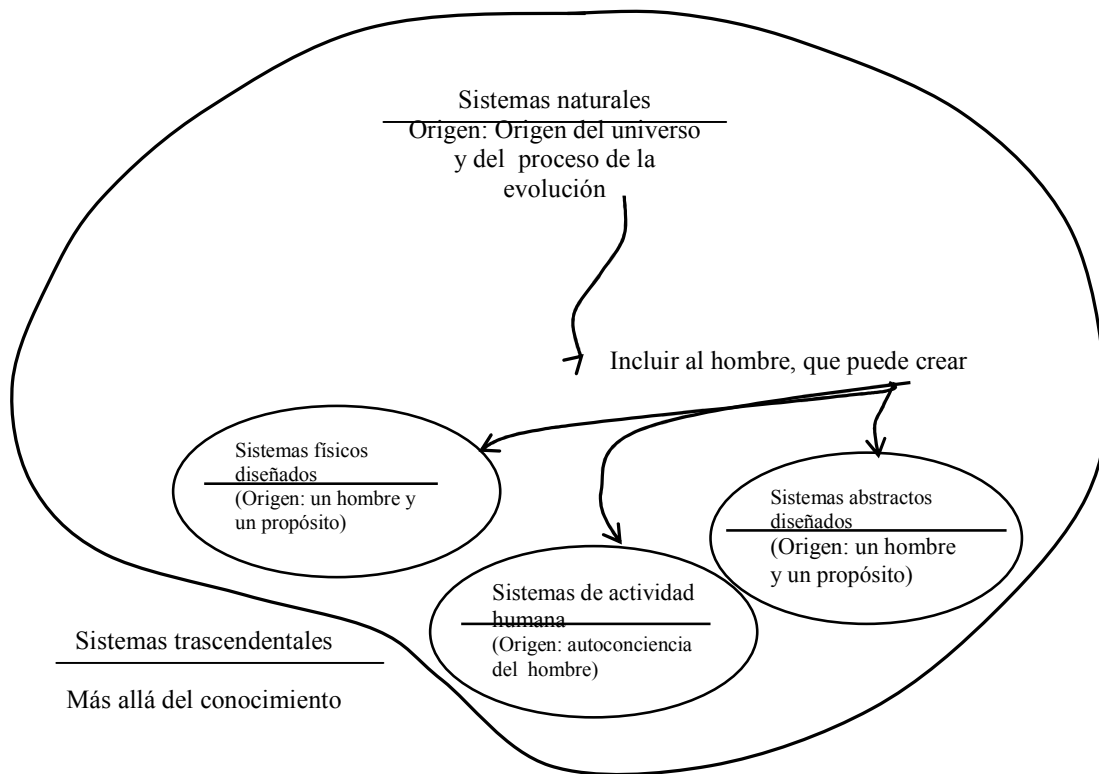 Sistemas naturales
Origen: Origen del universo
y del proceso de la
evolución
Incluir al hombre, que puede crear
Sistemas físicos
diseñados
(Origen: un hombre y
un propósito)
Sistemas abstractos
diseñados
(Origen: un hombre
y un propósito)
Sistemas de actividad
humana
(Origen: autoconciencia
del hombre)
Sistemas trascendentales
Más allá del conocimiento